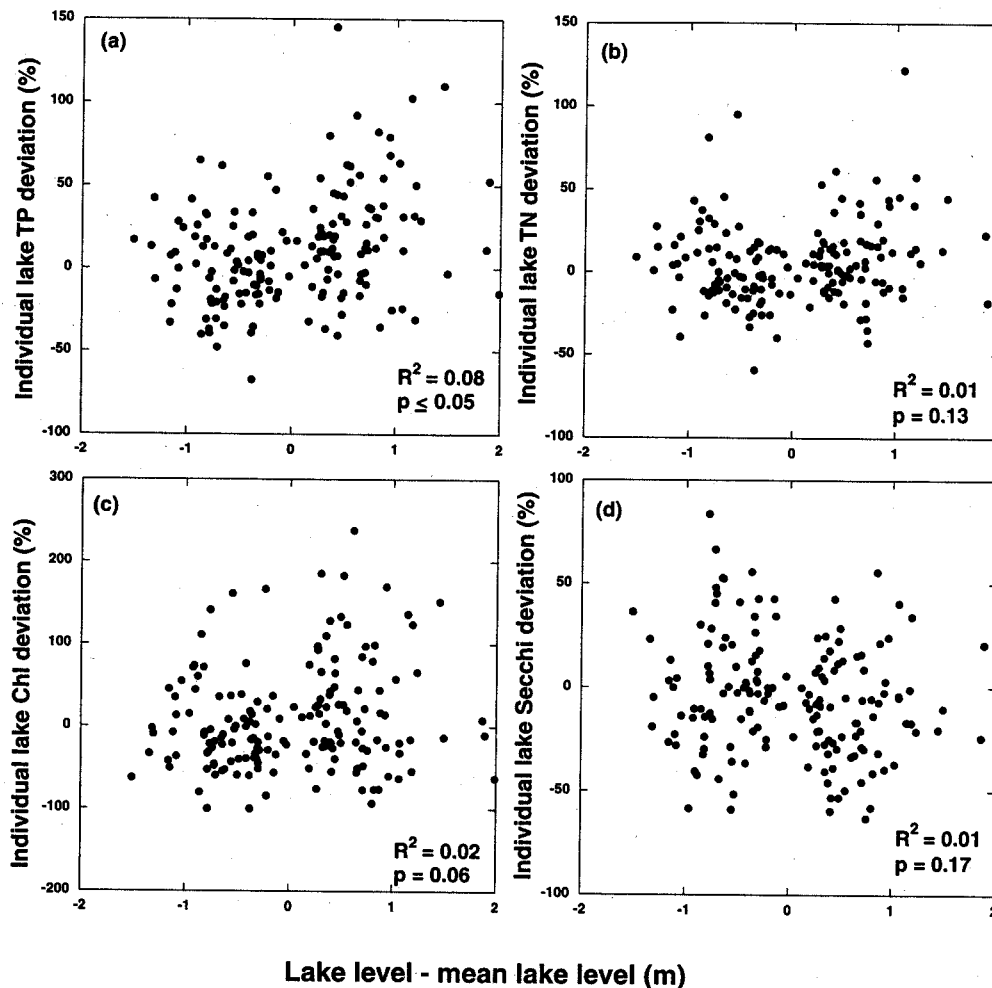 (a)
Individual lake TP deviation (%)
150
100
50
0
-50
-100
-2
-1
0
1
2
R² = 0.08
p ≤ 0.05
(b)
Individual lake TN deviation (%)
150
100
50
0
-50
-100
-2
-1
0
1
R² = 0.01
p = 0.13
(c)
Individual lake Chl deviation (%)
300
200
100
0
-100
-200
-2
-1
0
1
2
R² = 0.02
p = 0.06
(d)
Individual lake Secchi deviation (%)
100
50
0
-50
-100
-2
-1
0
1
2
R² = 0.01
p = 0.17
Lake level - mean lake level (m)